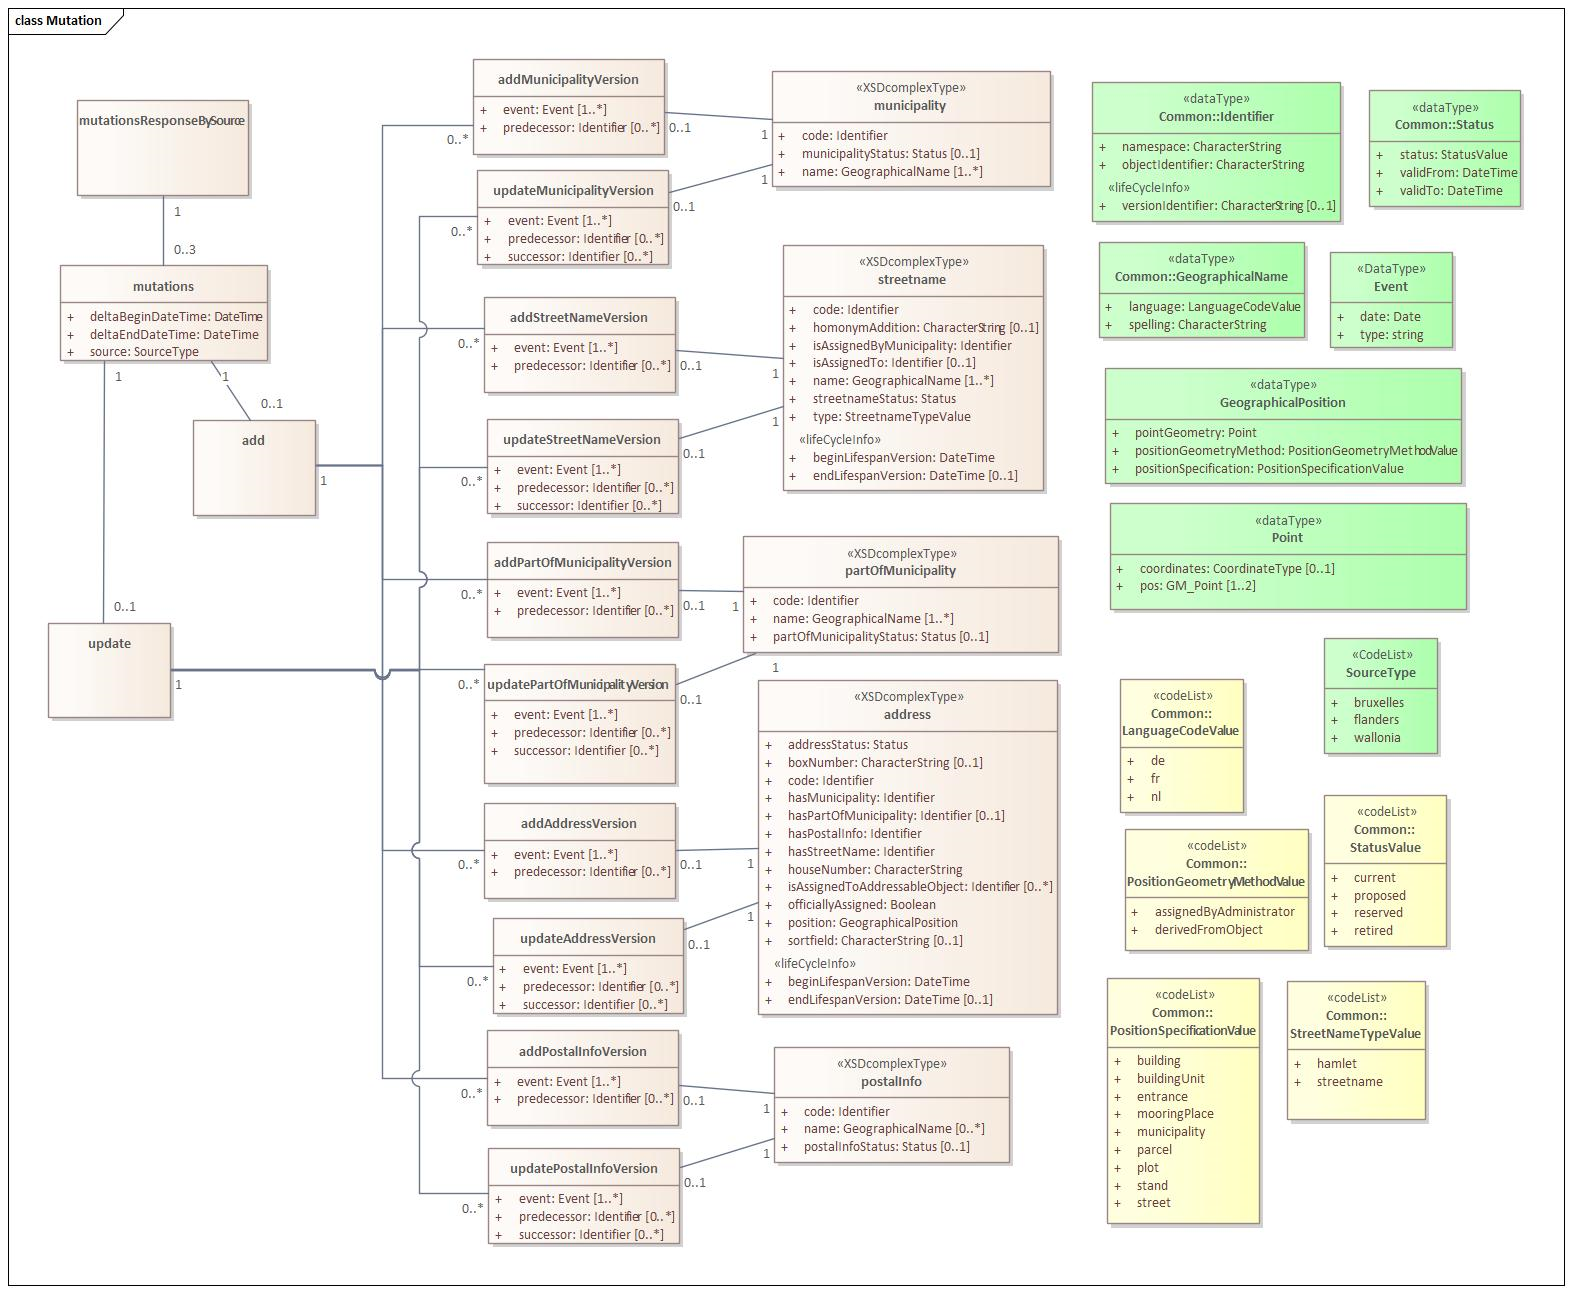 class Mutation
mutationsResponseBySource
1
0..3
mutations
+ deltaBeginDateTime: DateTime
+ deltaEndDateTime: DateTime
+ source: SourceType
1
1
0..1
add
1
0..1
update
1
addMunicipalityVersion
+ event: Event [1..*]
+ predecessor: Identifier [0..*]
0..*
0..1
1
updateMunicipalityVersion
+ event: Event [1..*]
+ predecessor: Identifier [0..*]
+ successor: Identifier [0..*]
0..*
0..1
1
addStreetNameVersion
+ event: Event [1..*]
+ predecessor: Identifier [0..*]
0..*
0..1
1
updateStreetNameVersion
+ event: Event [1..*]
+ predecessor: Identifier [0..*]
+ successor: Identifier [0..*]
0..*
0..1
1
addPartOfMunicipalityVersion
+ event: Event [1..*]
+ predecessor: Identifier [0..*]
0..*
0..1
1
updatePartOfMunicipalityVersion
+ event: Event [1..*]
+ predecessor: Identifier [0..*]
+ successor: Identifier [0..*]
0..*
0..1
1
addAddressVersion
+ event: Event [1..*]
+ predecessor: Identifier [0..*]
0..*
0..1
1
updateAddressVersion
+ event: Event [1..*]
+ predecessor: Identifier [0..*]
+ successor: Identifier [0..*]
0..*
0..1
1
addPostalInfoVersion
+ event: Event [1..*]
+ predecessor: Identifier [0..*]
0..*
0..1
1
updatePostalInfoVersion
+ event: Event [1..*]
+ predecessor: Identifier [0..*]
+ successor: Identifier [0..*]
0..*
0..1
1
«XSDcomplexType»
municipality
+ code: Identifier
+ municipalityStatus: Status [0..1]
+ name: GeographicalName [1..*]
«XSDcomplexType»
streetname
+ code: Identifier
+ homonymAddition: CharacterString [0..1]
+ isAssignedByMunicipality: Identifier
+ isAssignedTo: Identifier [0..1]
+ name: GeographicalName [1..*]
+ streetnameStatus: Status
+ type: StreetnameTypeValue
«lifeCycleInfo»
+ beginLifespanVersion: DateTime
+ endLifespanVersion: DateTime [0..1]
«XSDcomplexType»
partOfMunicipality
+ code: Identifier
+ name: GeographicalName [1..*]
+ partOfMunicipalityStatus: Status [0..1]
«XSDcomplexType»
address
+ addressStatus: Status
+ boxNumber: CharacterString [0..1]
+ code: Identifier
+ hasMunicipality: Identifier
+ hasPartOfMunicipality: Identifier [0..1]
+ hasPostalInfo: Identifier
+ hasStreetName: Identifier
+ houseNumber: CharacterString
+ isAssignedToAddressableObject: Identifier [0..*]
+ officiallyAssigned: Boolean
+ position: GeographicalPosition
+ sortfield: CharacterString [0..1]
«lifeCycleInfo»
+ beginLifespanVersion: DateTime
+ endLifespanVersion: DateTime [0..1]
«XSDcomplexType»
postalInfo
+ code: Identifier
+ name: GeographicalName [0..*]
+ postalInfoStatus: Status [0..1]
«dataType»
Common::Identifier
+ namespace: CharacterString
+ objectIdentifier: CharacterString
«lifeCycleInfo»
+ versionIdentifier: CharacterString [0..1]
«dataType»
Common::Status
+ status: StatusValue
+ validFrom: DateTime
+ validTo: DateTime
«dataType»
Common::GeographicalName
+ language: LanguageCodeValue
+ spelling: CharacterString
«DataType»
Event
+ date: Date
+ type: string
«dataType»
GeographicalPosition
+ pointGeometry: Point
+ positionGeometryMethod: PositionGeometryMethodValue
+ positionSpecification: PositionSpecificationValue
«dataType»
Point
+ coordinates: CoordinateType [0..1]
+ pos: GM_Point [1..2]
«CodeList»
SourceType
+ bruxelles
+ flanders
+ wallonia
«codeList»
Common::
LanguageCodeValue
+ de
+ fr
+ nl
«codeList»
Common::
StatusValue
+ current
+ proposed
+ reserved
+ retired
«codeList»
Common::
PositionGeometryMethodValue
+ assignedByAdministrator
+ derivedFromObject
«codeList»
Common::
PositionSpecificationValue
+ building
+ buildingUnit
+ entrance
+ mooringPlace
+ municipality
+ parcel
+ plot
+ stand
+ street
«codeList»
Common::
StreetNameTypeValue
+ hamlet
+ streetname